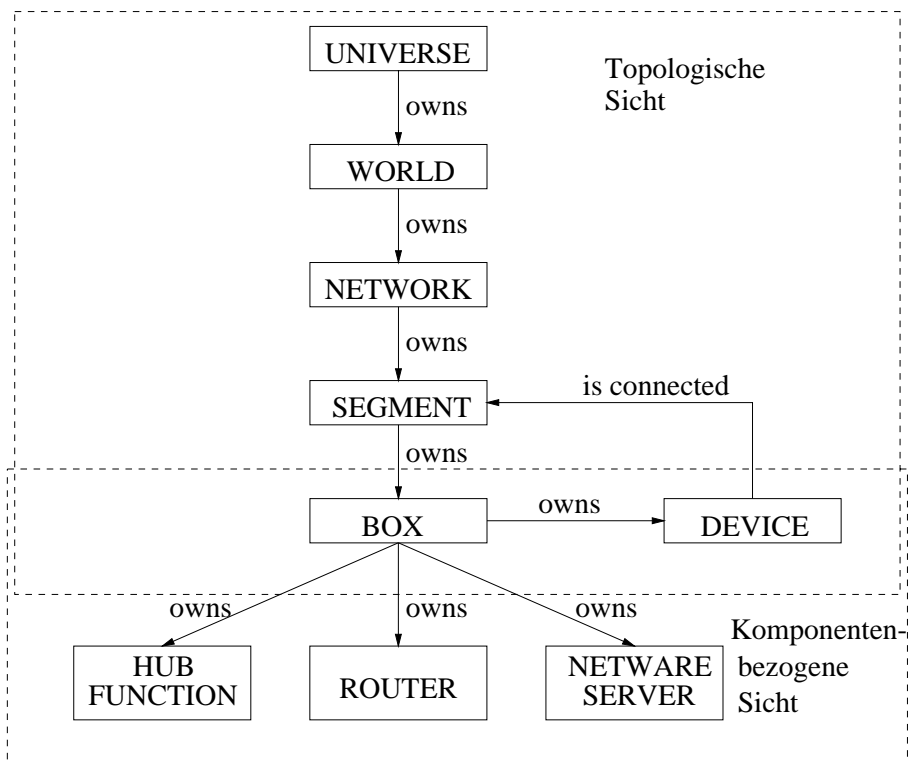 UNIVERSE
Topologische
Sicht
owns
WORLD
owns
NETWORK
owns
is connected
SEGMENT
owns
BOX
owns
DEVICE
owns
owns
owns
HUB
FUNCTION
ROUTER
NETWARE
SERVER
Komponenten-
bezogene
Sicht